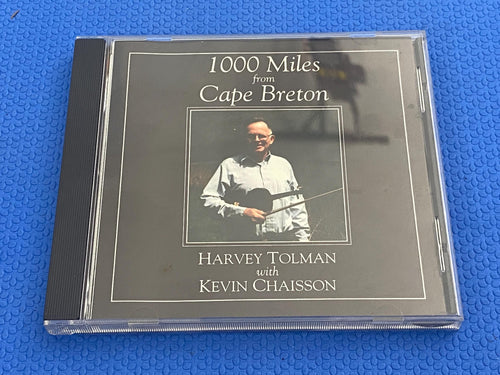 1000 Miles
from
Cape Breton
HARVEY TOLMAN
with
KEVIN CHAISSON